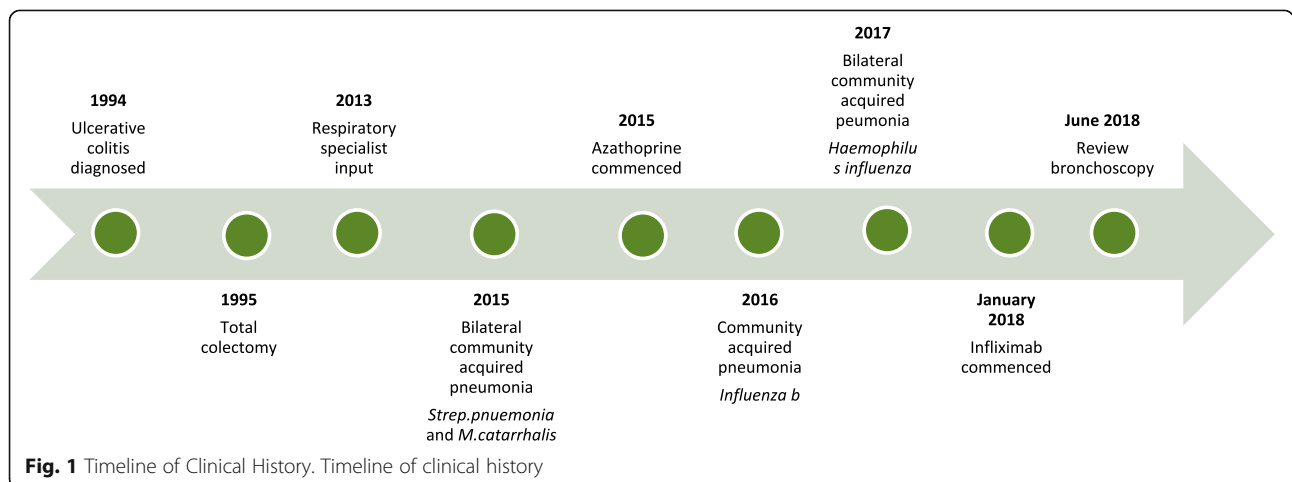 1994
Ulcerative
colitis
diagnosed
1995
Total
colectomy
2013
Respiratory
specialist
input
2015
Bilateral
community
acquired
pneumonia
Strep.pnuemonia
and M.catarrhalis
2015
Azathoprine
commenced
2016
Community
acquired
pneumonia
Influenza b
2017
Bilateral
community
acquired
peumonia
Haemophilu
s influenza
January
2018
Infliximab
commenced
June 2018
Review
bronchoscopy
Fig. 1 Timeline of Clinical History. Timeline of clinical history